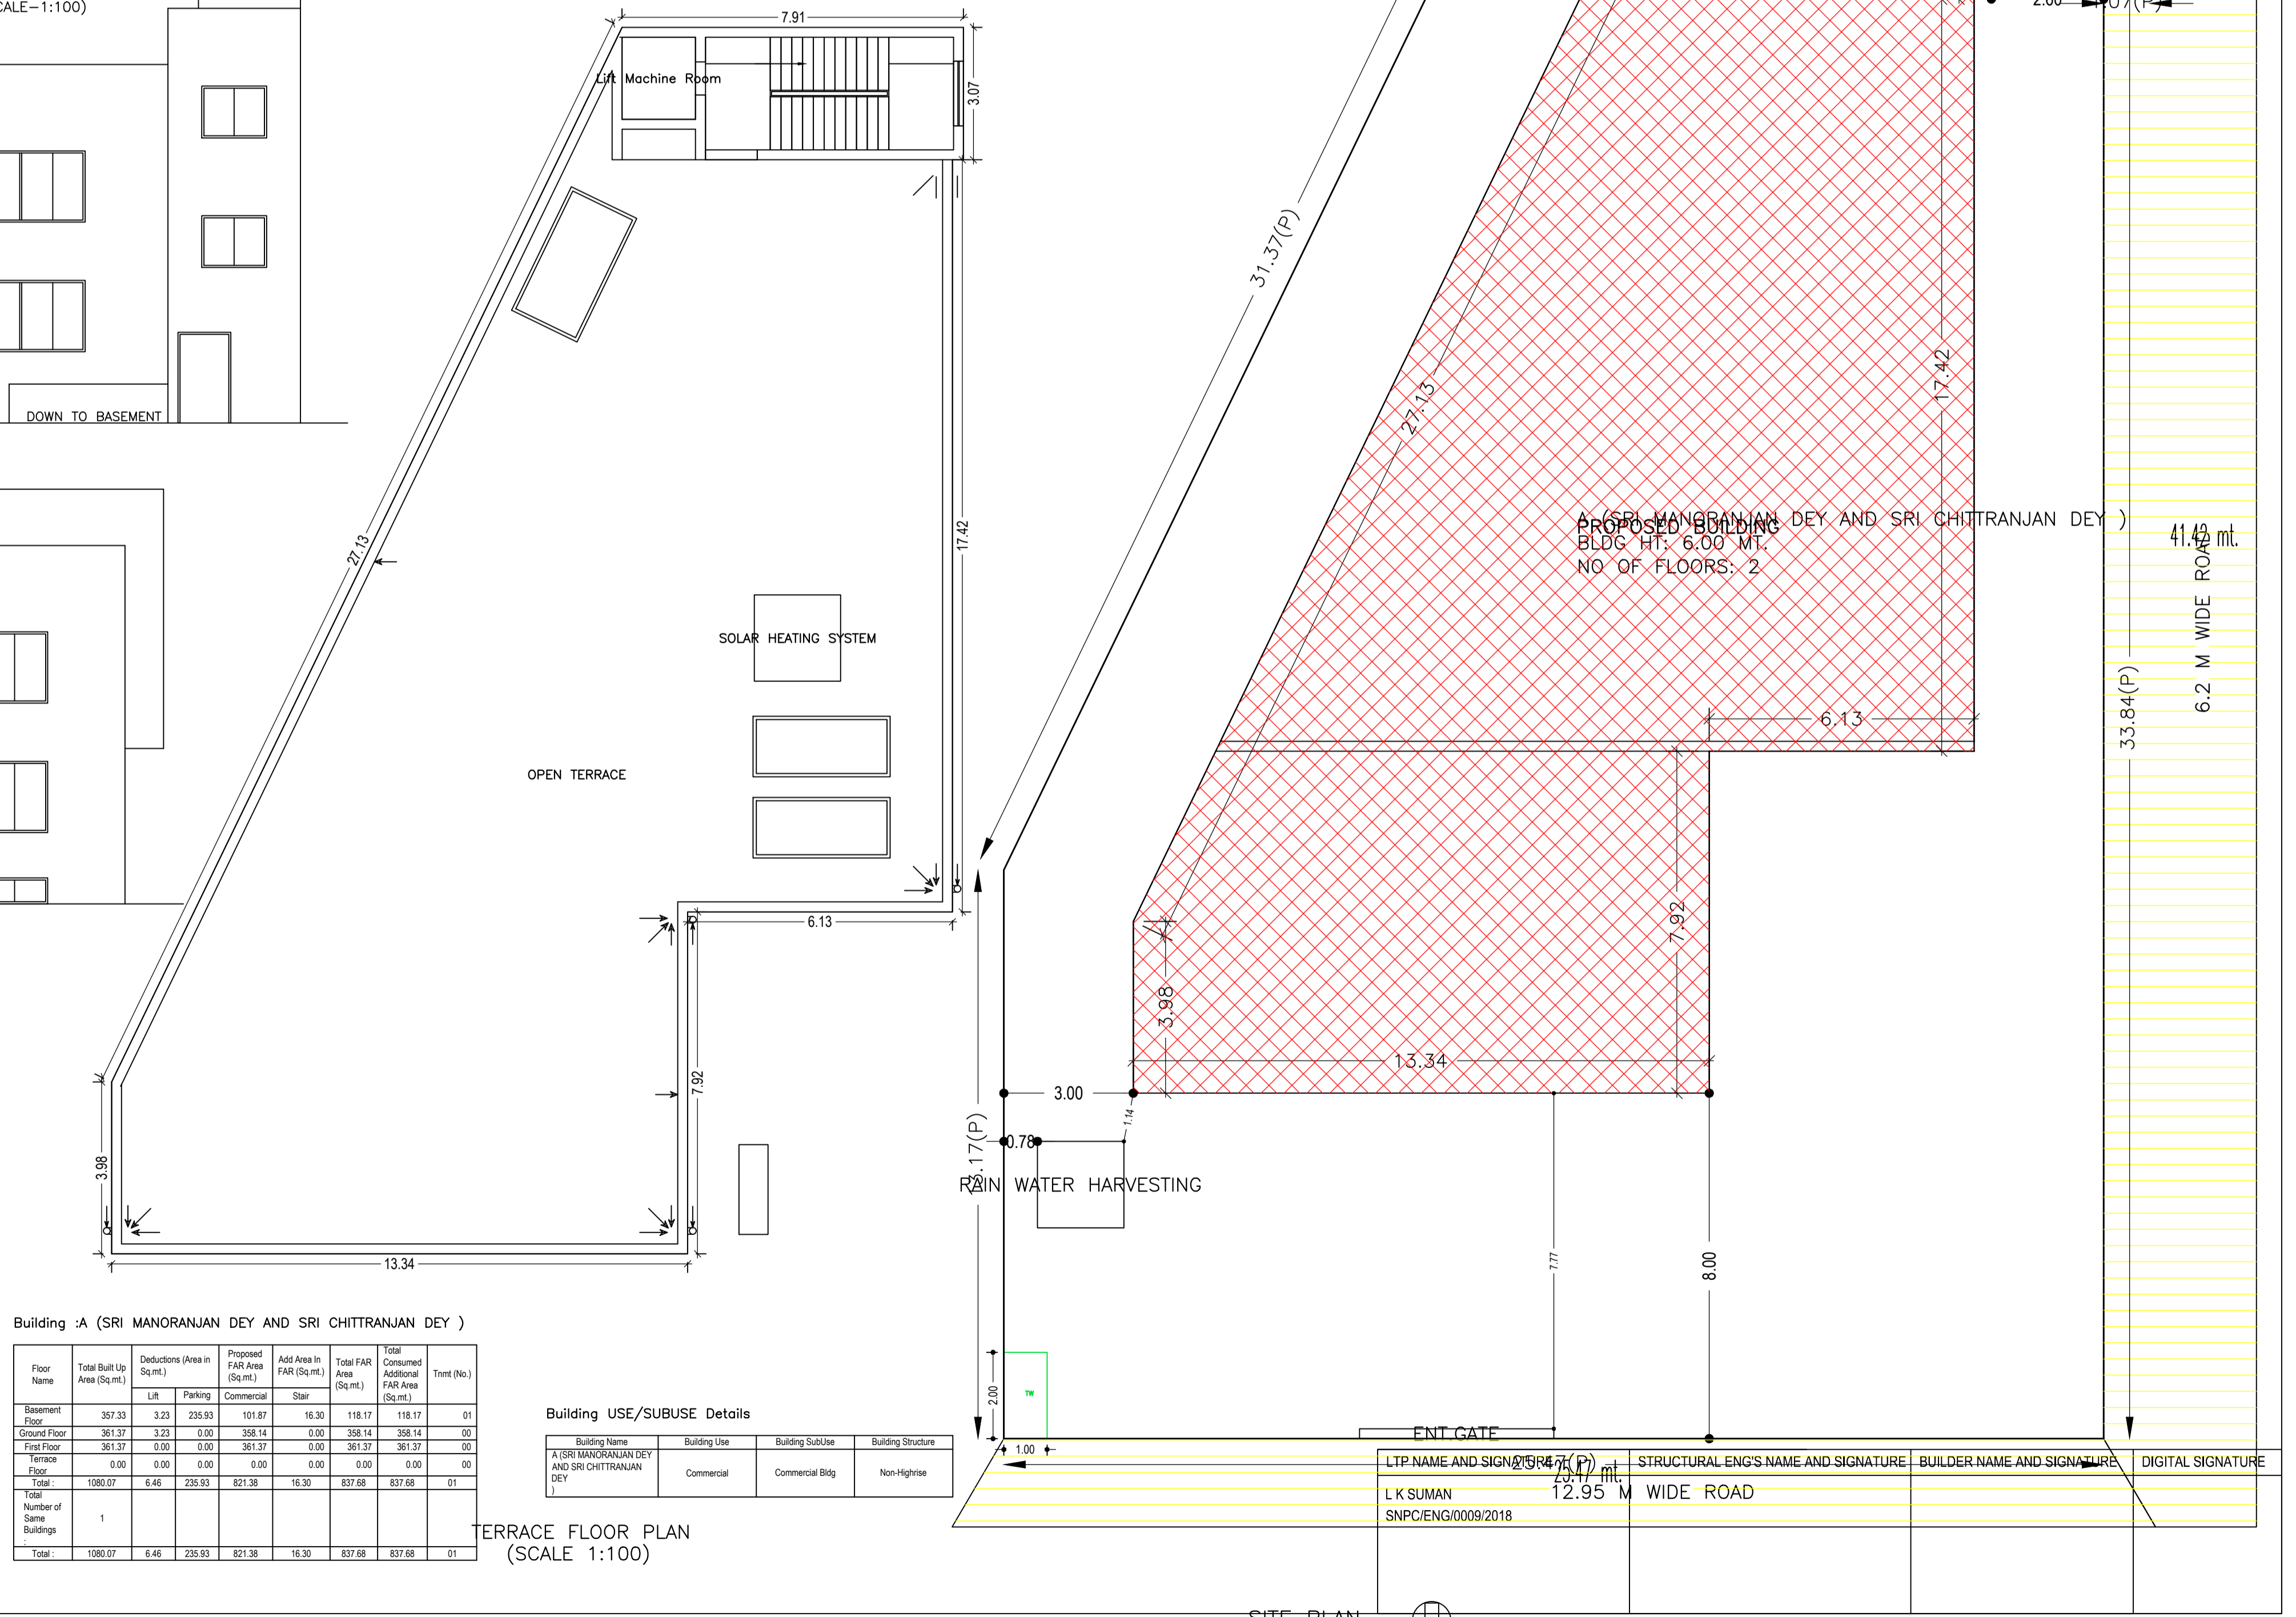 CALE-1:100)
7.91
Lift Machine Room
3.07
DOWN TO BASEMENT
27.13
17.42
SOLAR HEATING SYSTEM
OPEN TERRACE
6.13
7.92
3.98
13.34
2.00
1.07(P)
31.37(P)
27.13
17.42
A (SRI MANORANJAN DEY AND SRI CHITTRANJAN DEY )
PROPOSED BUILDING
BLDG HT: 6.00 MT.
NO OF FLOORS: 2
41.43 mt.
6.2 M WIDE ROAD
33.84(P)
6.13
7.92
3.98
13.34
3.00
1.14
0.78
.17(P)
RAIN WATER HARVESTING
7.77
8.00
2.00
TW
1.00
ENT.GATE
25.47(P)
25.47 mt.
12.95 M WIDE ROAD
Building :A (SRI MANORANJAN DEY AND SRI CHITTRANJAN DEY )
Floor Name | Total Built Up Area (Sq.mt.) | Deductions (Area in Sq.mt.) | Proposed FAR Area (Sq.mt.) | Add Area In FAR (Sq.mt.) | Total FAR Area (Sq.mt.) | Total Consumed Additional FAR Area (Sq.mt.) | Tnmt (No.)
Lift | Parking | Commercial | Stair
Basement Floor | 357.33 | 3.23 | 235.93 | 101.87 | 16.30 | 118.17 | 118.17 | 01
Ground Floor | 361.37 | 3.23 | 0.00 | 358.14 | 0.00 | 358.14 | 358.14 | 00
First Floor | 361.37 | 0.00 | 0.00 | 361.37 | 0.00 | 361.37 | 361.37 | 00
Terrace Floor | 0.00 | 0.00 | 0.00 | 0.00 | 0.00 | 0.00 | 0.00 | 00
Total : | 1080.07 | 6.46 | 235.93 | 821.38 | 16.30 | 837.68 | 837.68 | 01
Total Number of Same Buildings : | 1
Total : | 1080.07 | 6.46 | 235.93 | 821.38 | 16.30 | 837.68 | 837.68 | 01
Building USE/SUBUSE Details
Building Name | Building Use | Building SubUse | Building Structure
A (SRI MANORANJAN DEY AND SRI CHITTRANJAN DEY ) | Commercial | Commercial Bldg | Non-Highrise
TERRACE FLOOR PLAN
(SCALE 1:100)
LTP NAME AND SIGNATURE | STRUCTURAL ENG'S NAME AND SIGNATURE | BUILDER NAME AND SIGNATURE | DIGITAL SIGNATURE
L K SUMAN
SNPC/ENG/0009/2018
SITE PLAN